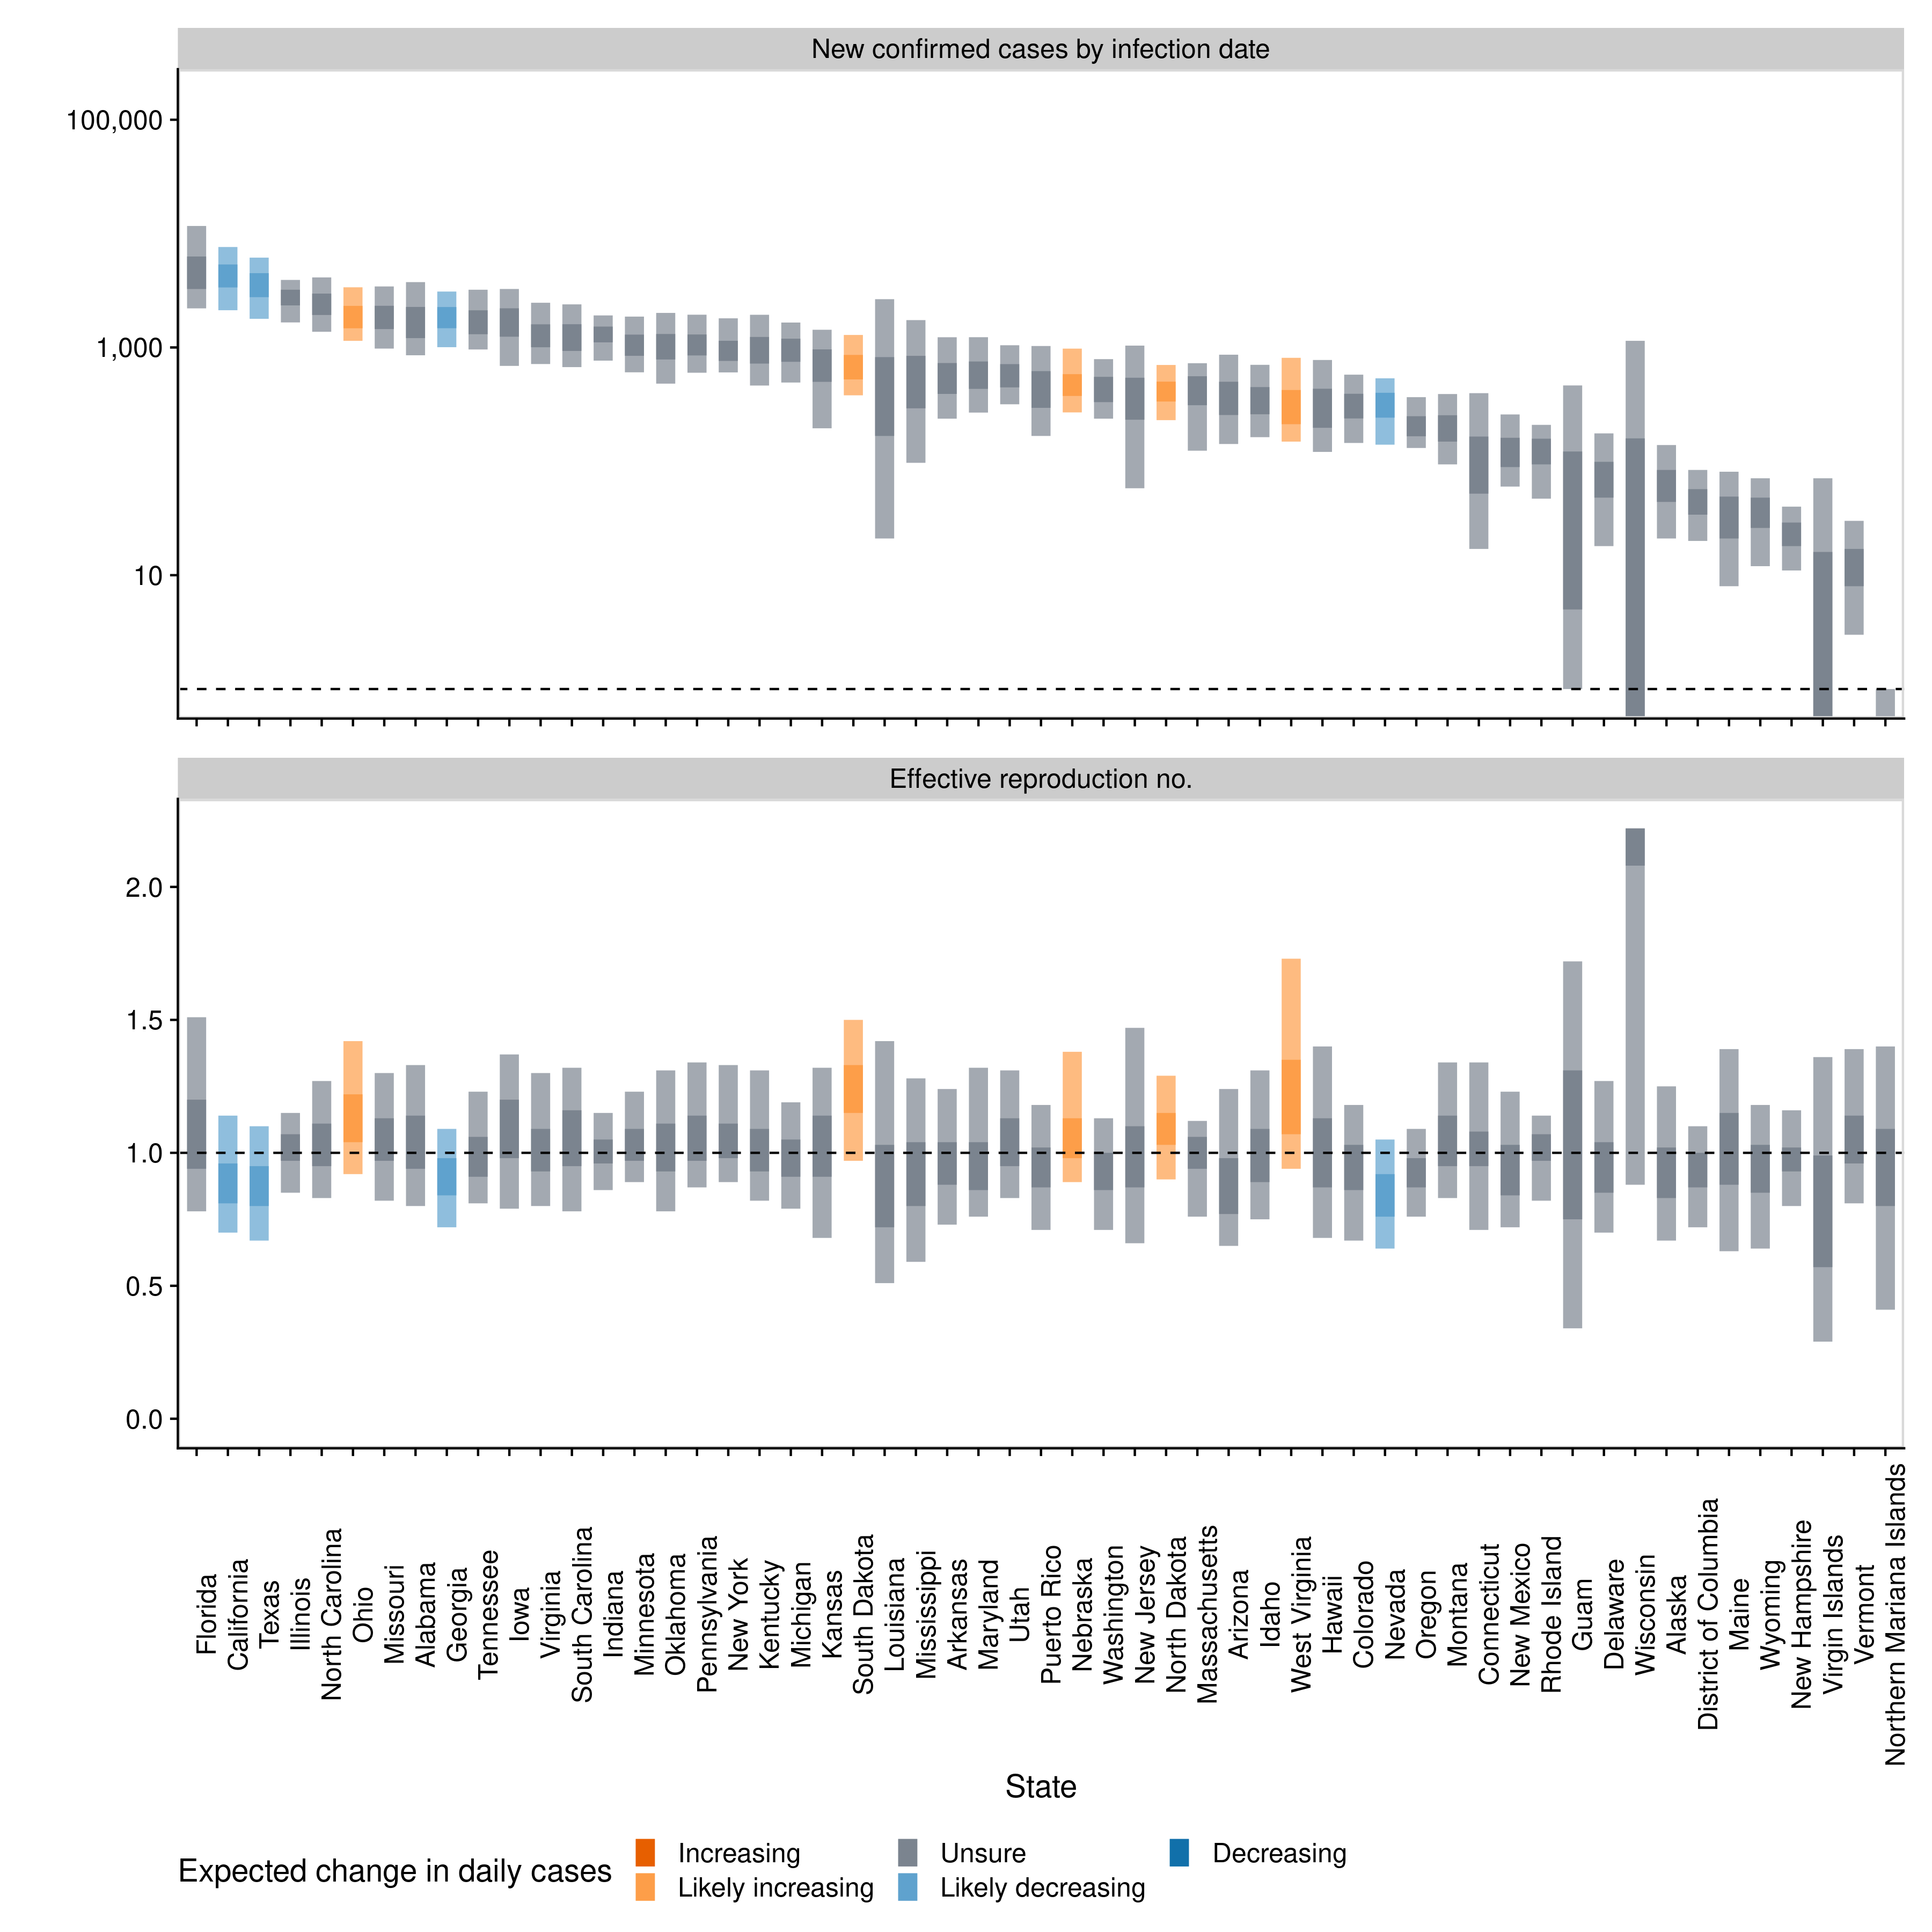 New confirmed cases by infection date
100,000
1,000
10
Effective reproduction no.
2.0
1.5
1.0
0.5
0.0
Florida
California
Texas
Illinois
North Carolina
Ohio
Missouri
Alabama
Georgia
Tennessee
Iowa
Virginia
South Carolina
Indiana
Minnesota
Oklahoma
Pennsylvania
New York
Kentucky
Michigan
Kansas
South Dakota
Louisiana
Mississippi
Arkansas
Maryland
Utah
Puerto Rico
Nebraska
Washington
New Jersey
North Dakota
Massachusetts
Arizona
Idaho
West Virginia
Hawaii
Colorado
Nevada
Oregon
Montana
Connecticut
New Mexico
Rhode Island
Guam
Delaware
Wisconsin
Alaska
District of Columbia
Maine
Wyoming
New Hampshire
Virgin Islands
Vermont
Northern Mariana Islands
State
Expected change in daily cases
Increasing
Unsure
Decreasing
Likely increasing
Likely decreasing